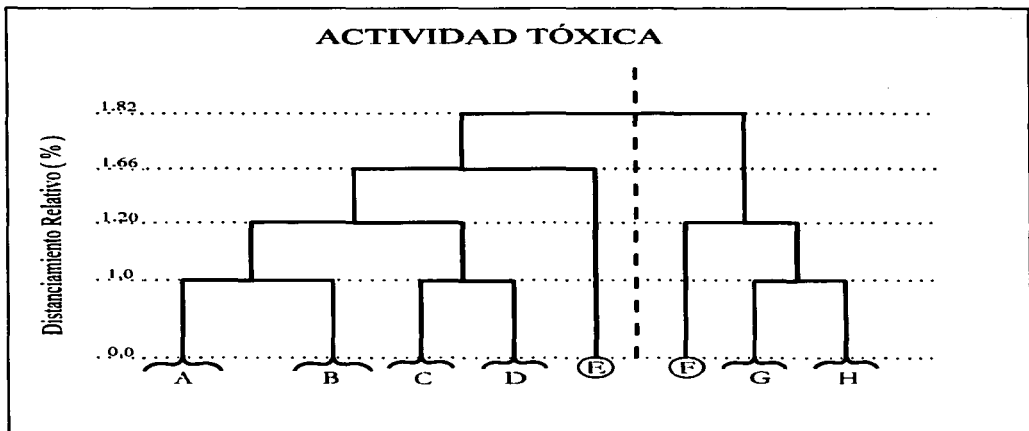 ACTIVIDAD TÓXICA
Distanciamiento Relativo ( % )
1.82
1.66
1.20
1,0
0,0
A B C D E F G H